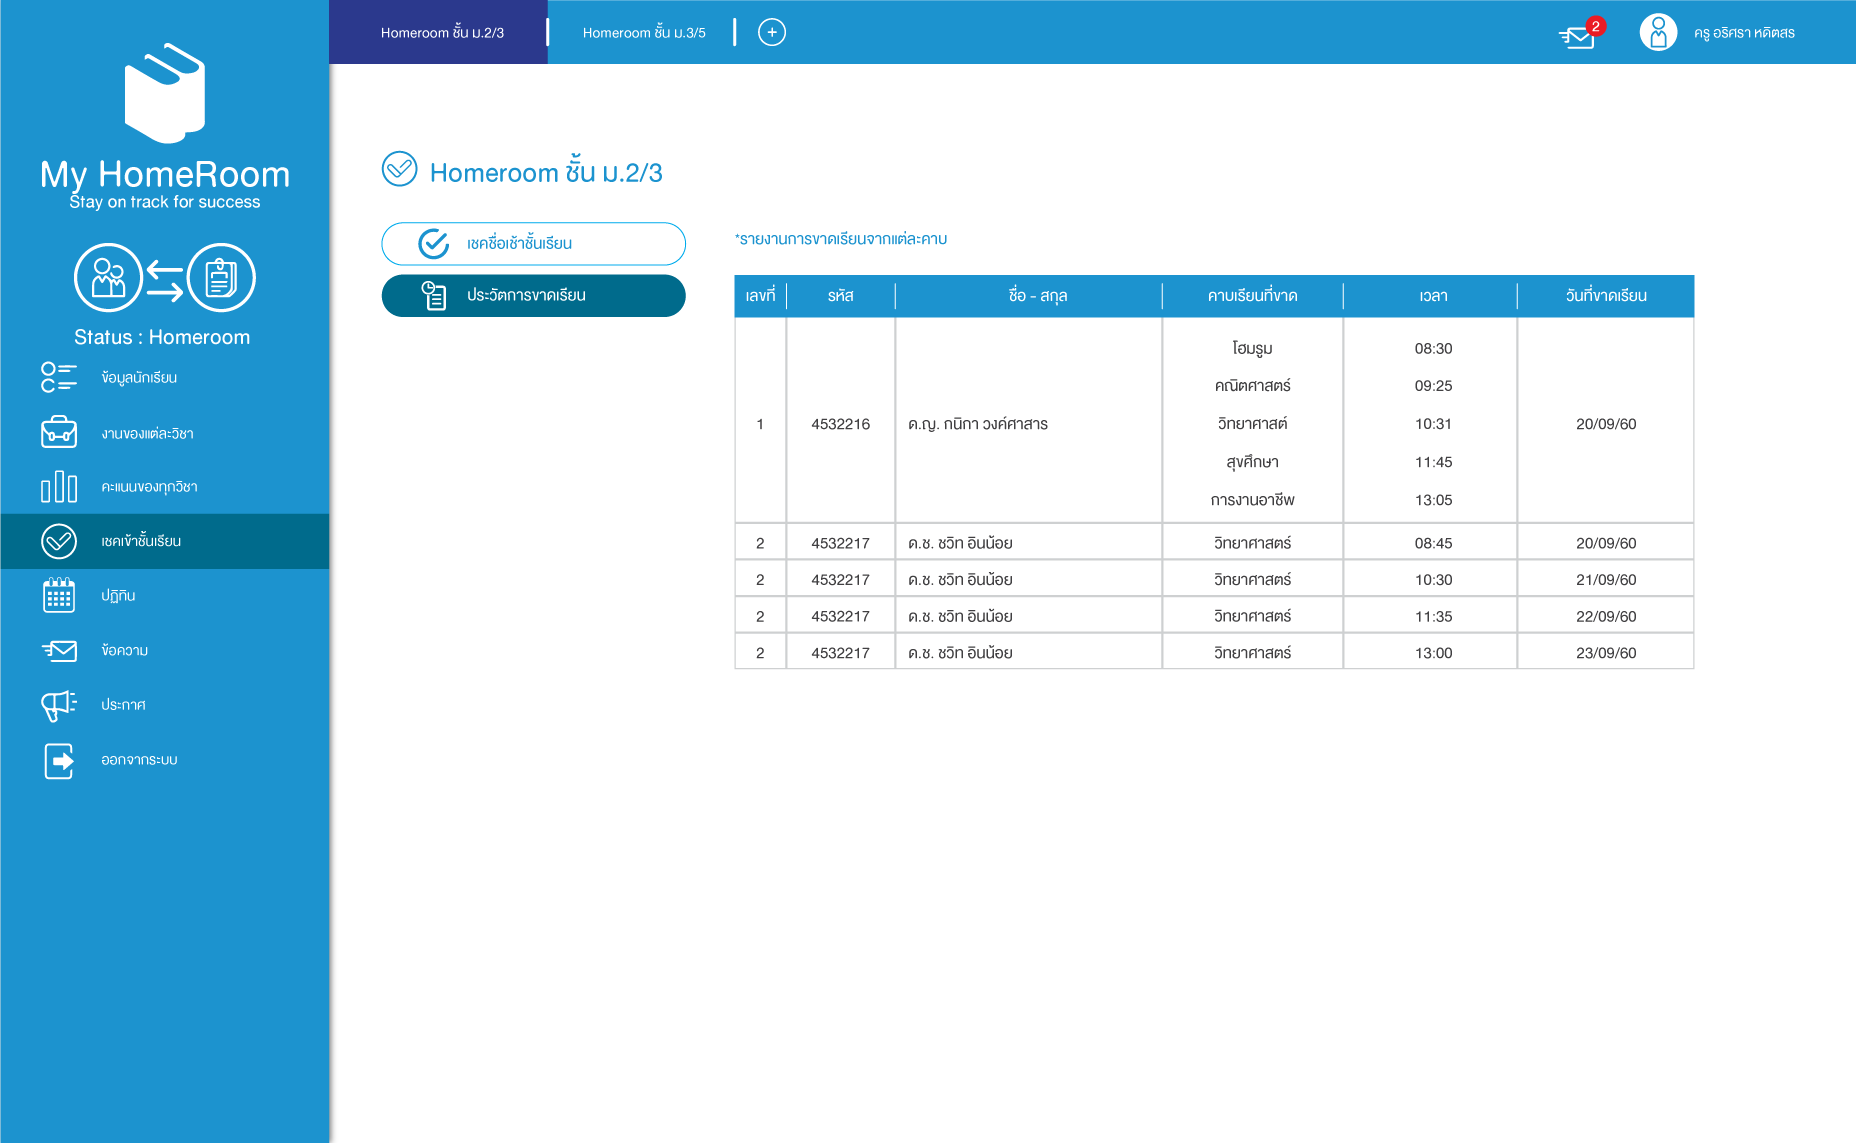 Homeroom ชั้น ม.2/3
Homeroom ชั้น ม.3/5
+
2
ครู อริศรา หดิตสร
My HomeRoom
Stay on track for success
Status : Homeroom
ข้อมูลนักเรียน
งานของแต่ละวิชา
คะแนนของทุกวิชา
เชคเข้าชั้นเรียน
ปฏิทิน
ข้อความ
ประกาศ
ออกจากระบบ
Homeroom ชั้น ม.2/3
เชคชื่อเช้าชั้นเรียน
ประวัตการขาดเรียน
*รายงานการขาดเรียนจากแต่ละคาบ
เลขที่ รหัส ชื่อ - สกุล คาบเรียนที่ขาด เวลา วันที่ขาดเรียน
โฮมรูม 08:30
คณิตศาสตร์ 09:25
1 4532216 ด.ญ. กนิกา วงค์ศาสาร วิทยาศาสต์ 10:31 20/09/60
สุขศึกษา 11:45
การงานอาชีพ 13:05
2 4532217 ด.ช. ชวิท อินน้อย วิทยาศาสตร์ 08:45 20/09/60
2 4532217 ด.ช. ชวิท อินน้อย วิทยาศาสตร์ 10:30 21/09/60
2 4532217 ด.ช. ชวิท อินน้อย วิทยาศาสตร์ 11:35 22/09/60
2 4532217 ด.ช. ชวิท อินน้อย วิทยาศาสตร์ 13:00 23/09/60